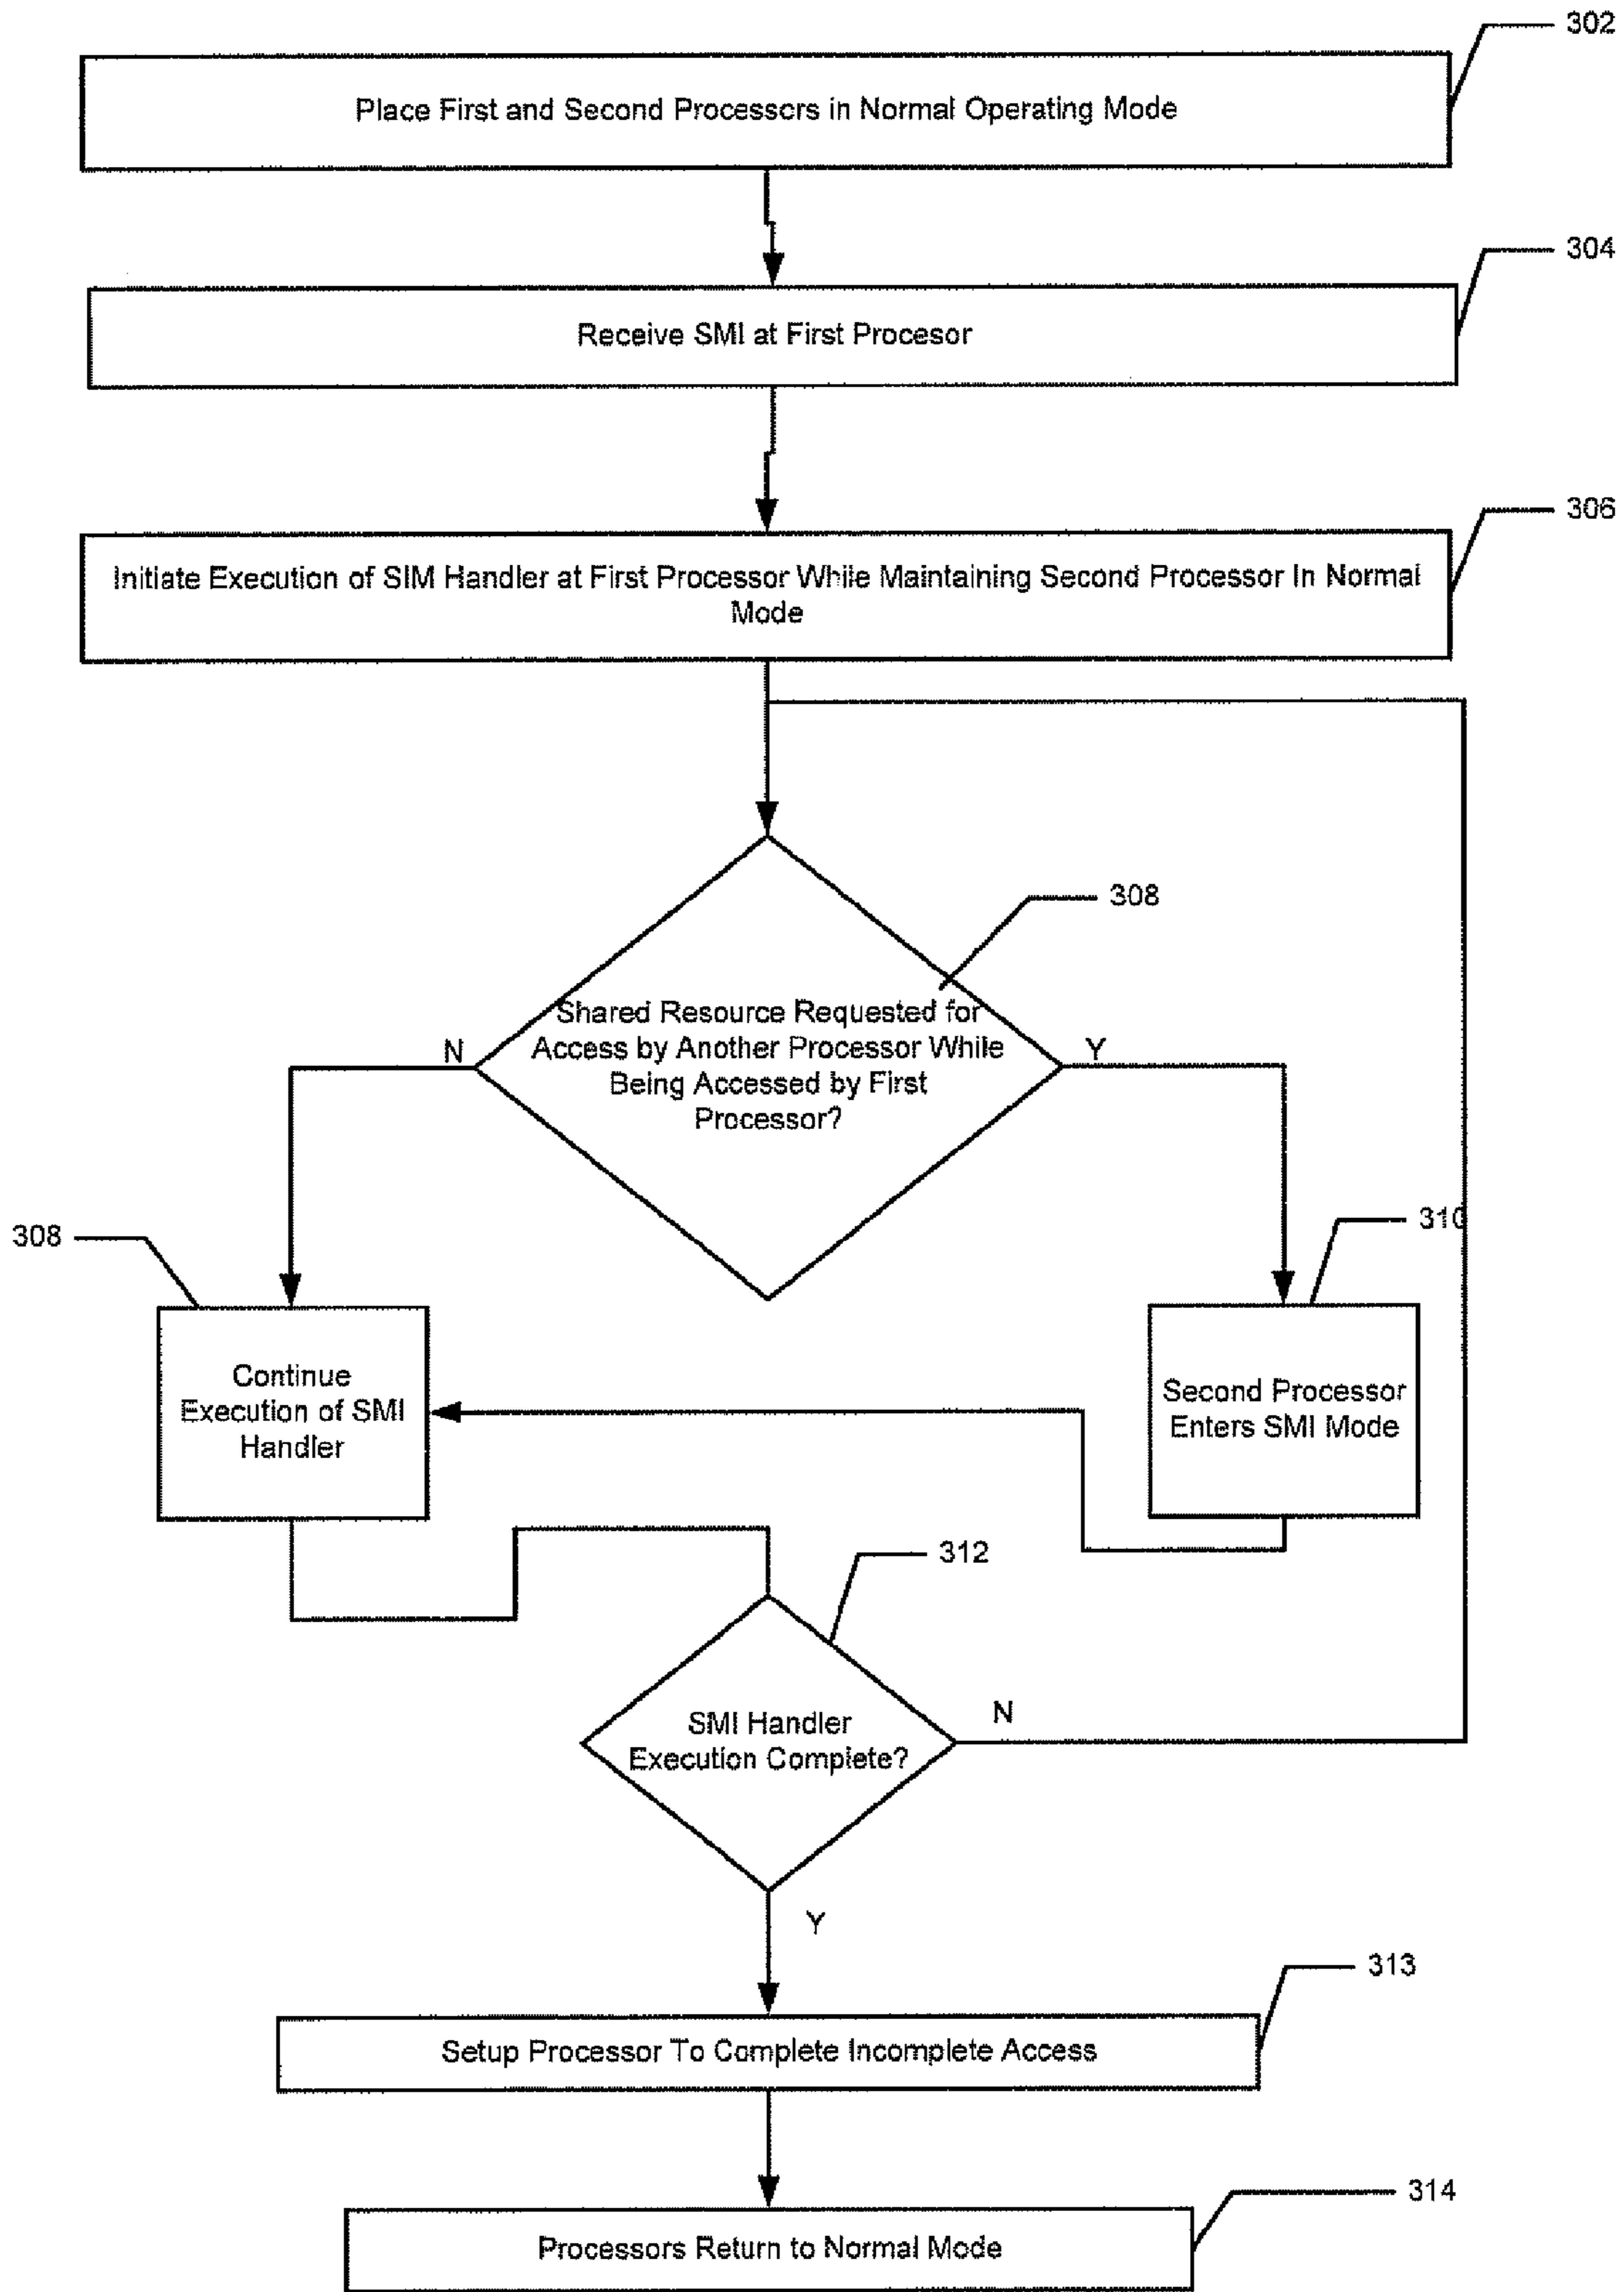 302
Place First and Second Processors in Normal Operating Mode
304
Receive SMI at First Procesor
306
Initiate Execution of SIM Handler at First Processor While Maintaining Second Processor In Normal
Mode
308
Shared Resource Requested for
Access by Another Processor While
Being Accessed by First
Processor?
N
Y
308
310
Continue
Execution of SMI
Handler
Second Processor
Enters SMI Mode
312
SMI Handler
Execution Complete?
N
Y
313
Setup Processor To Complete Incomplete Access
314
Processors Return to Normal Mode